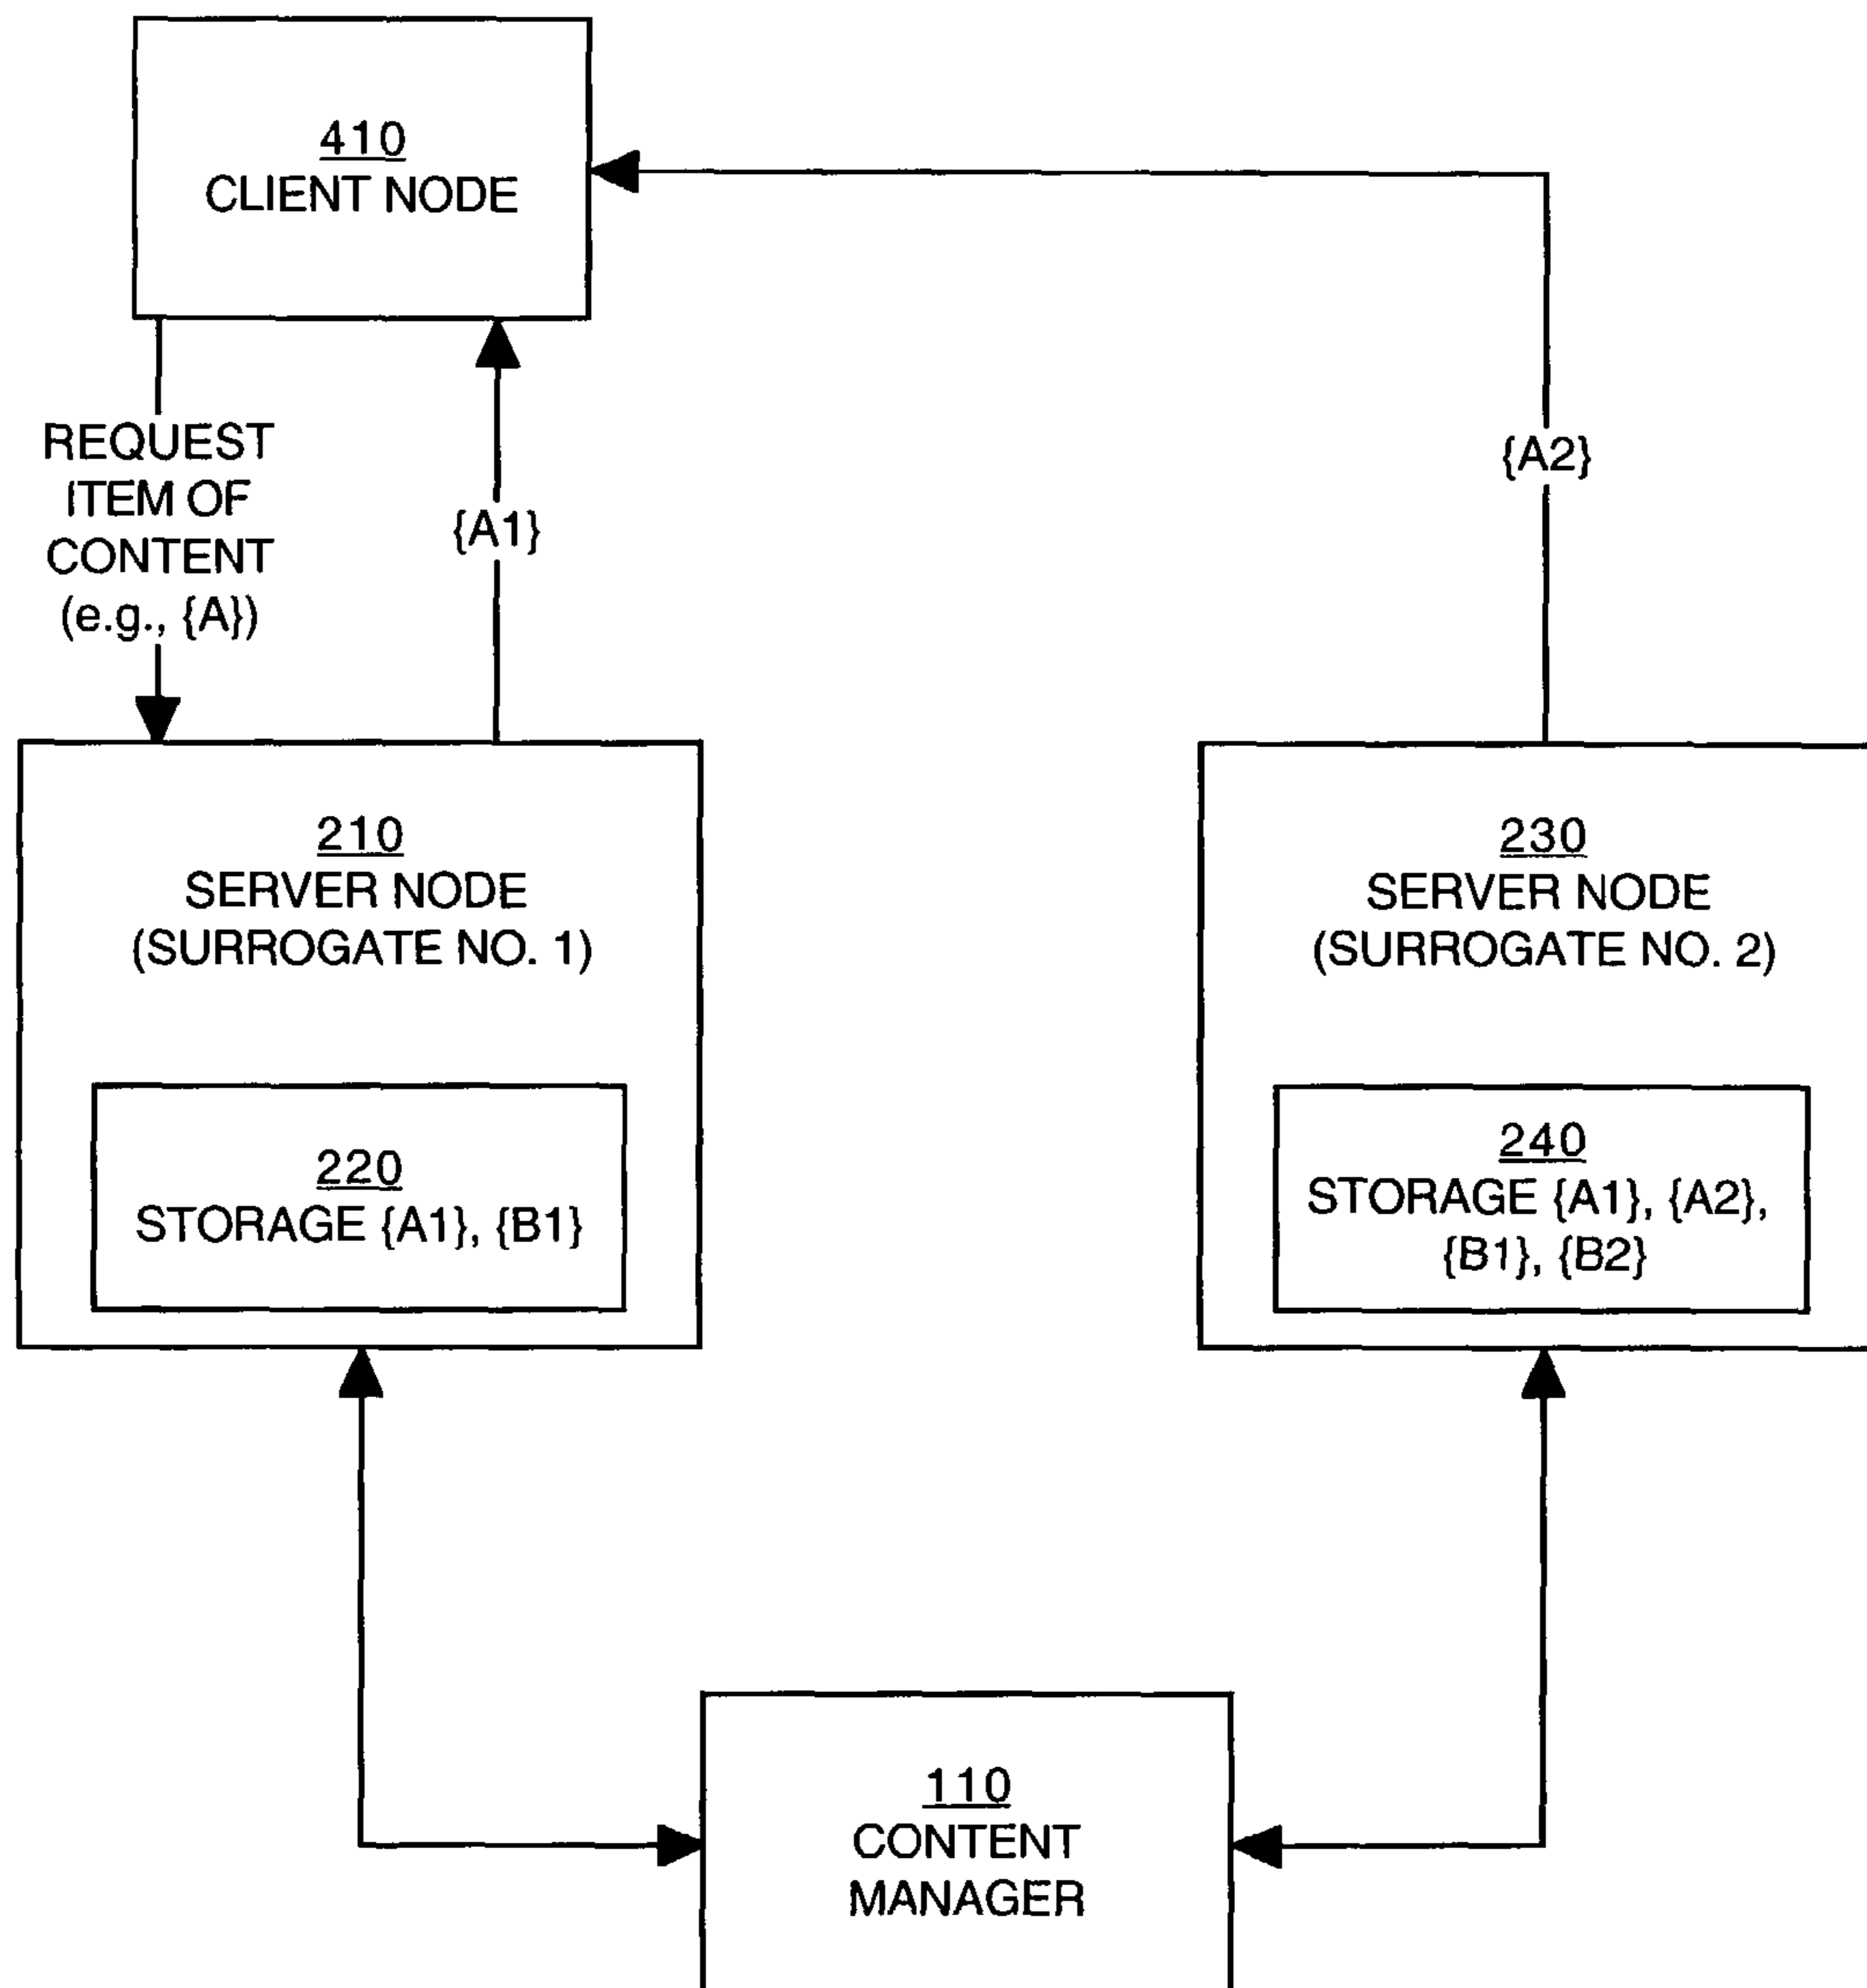 410
CLIENT NODE
REQUEST
ITEM OF
CONTENT
(e.g., {A})
{A1}
{A2}
210
SERVER NODE
(SURROGATE NO. 1)
220
STORAGE {A1}, {B1}
230
SERVER NODE
(SURROGATE NO. 2)
240
STORAGE {A1}, {A2},
{B1}, {B2}
110
CONTENT
MANAGER